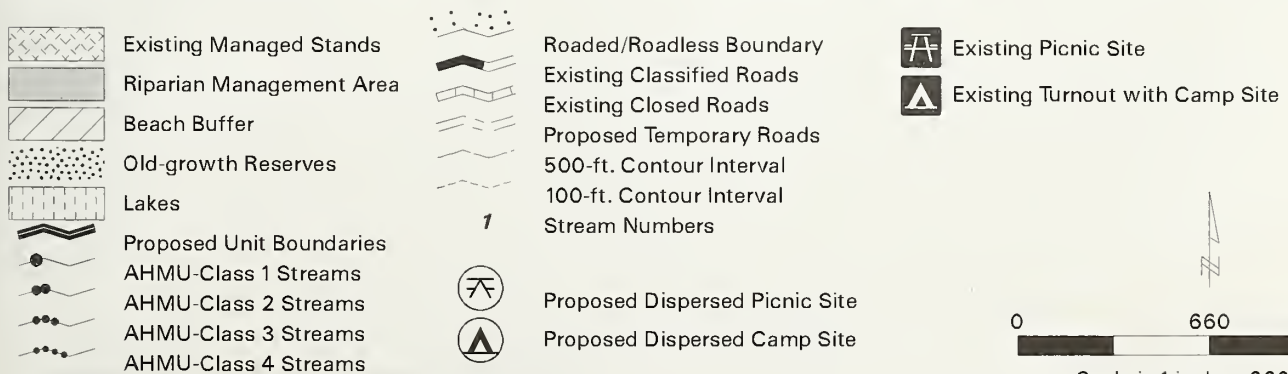 Existing Managed Stands
Riparian Management Area
Beach Buffer
Old-growth Reserves
Lakes
Proposed Unit Boundaries
AHMU-Class 1 Streams
AHMU-Class 2 Streams
AHMU-Class 3 Streams
AHMU-Class 4 Streams
Roaded/Roadless Boundary
Existing Classified Roads
Existing Closed Roads
Proposed Temporary Roads
500-ft. Contour Interval
100-ft. Contour Interval
1 Stream Numbers
Proposed Dispersed Picnic Site
Proposed Dispersed Camp Site
Existing Picnic Site
Existing Turnout with Camp Site
0 660